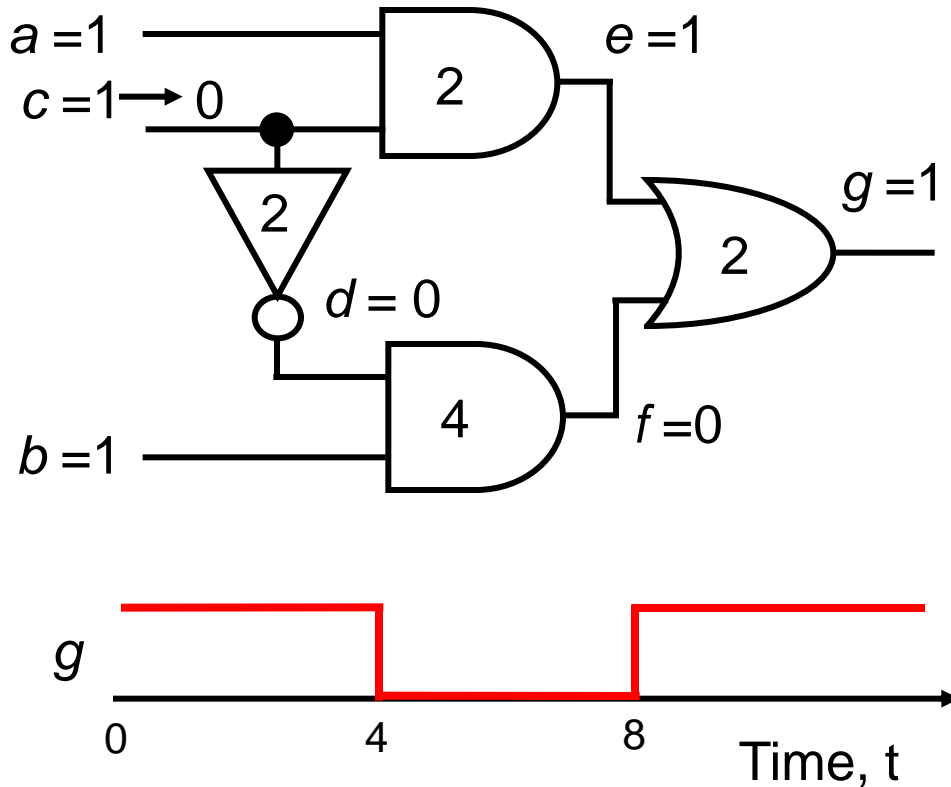 a =1
c =1 → 0
2
e =1
2
d = 0
g =1
2
4
f =0
b =1
g
0
4
8
Time, t